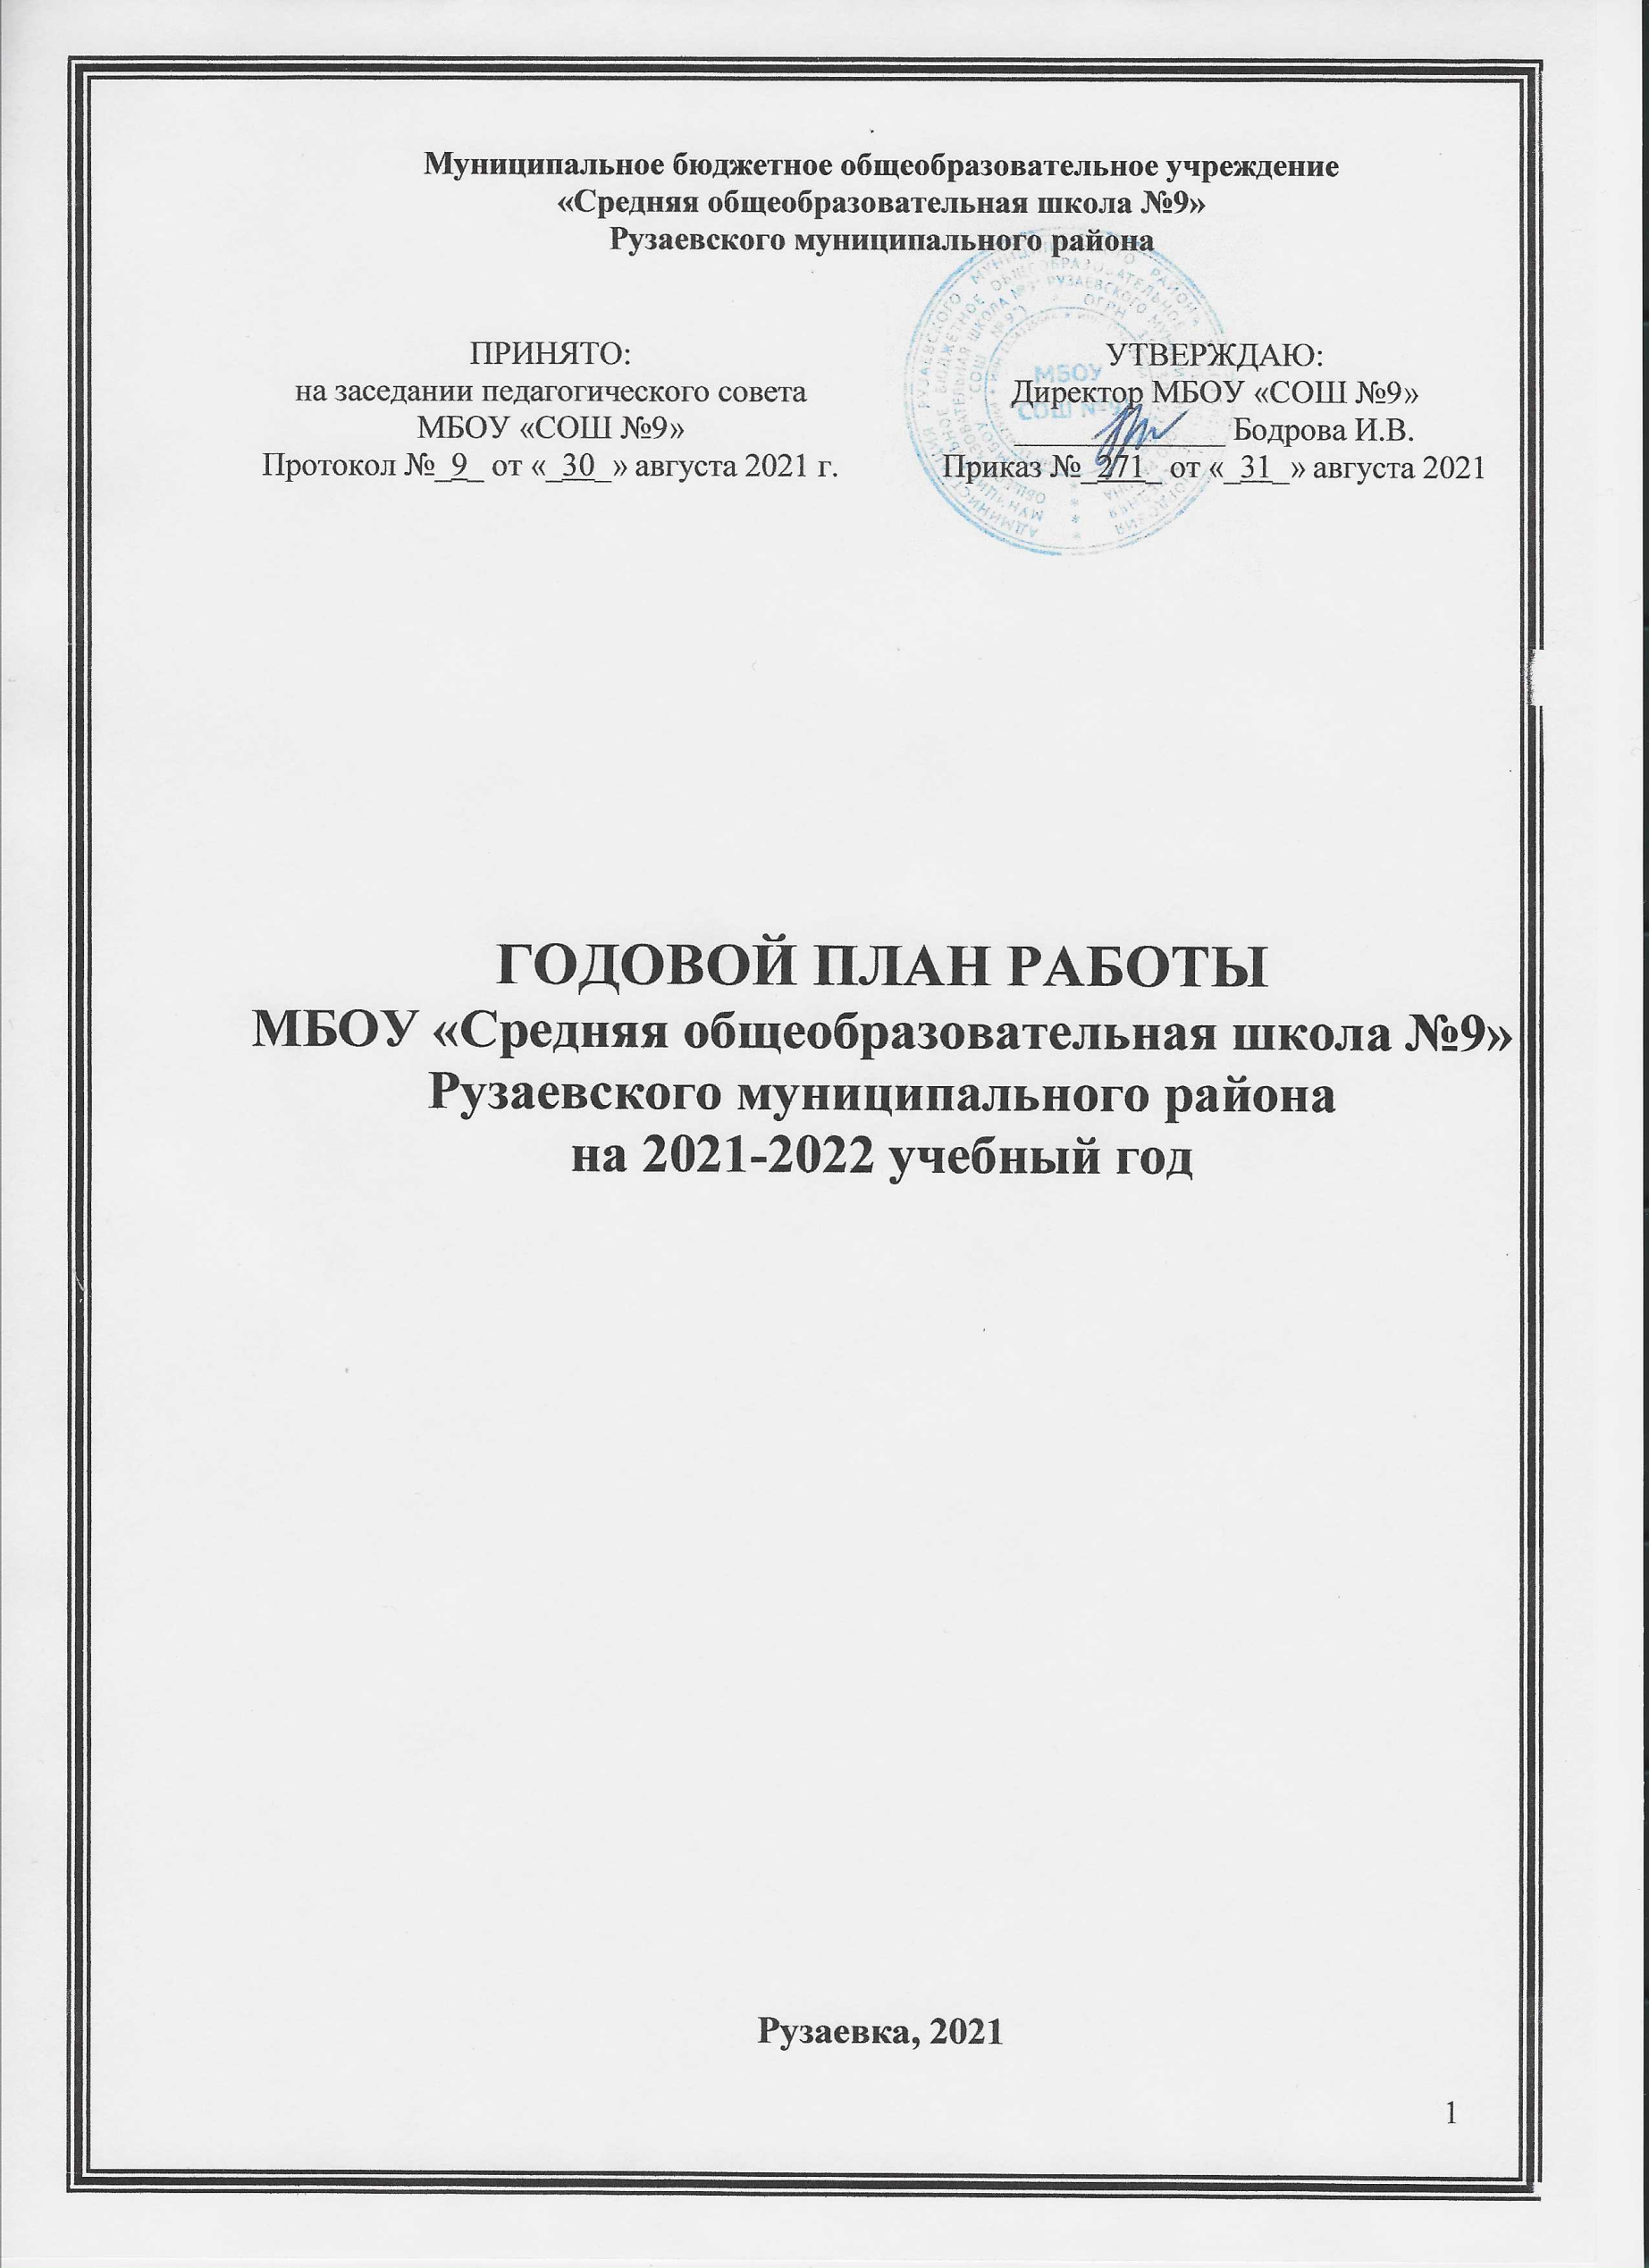 Муниципальное бюджетное общеобразовательное учреждение
«Средняя общеобразовательная школа №9»
Рузаевского муниципального района
ПРИНЯТО:
на заседании педагогического совета
МБОУ «СОШ №9»
Протокол №_9_ от «_30_» августа 2021 г.
УТВЕРЖДАЮ:
Директор МБОУ «СОШ №9»
_____________ Бодрова И.В.
Приказ №_271_ от «_31_» августа 2021
МБОУ
СОШ №9
ГОДОВОЙ ПЛАН РАБОТЫ
МБОУ «Средняя общеобразовательная школа №9»
Рузаевского муниципального района
на 2021-2022 учебный год
Рузаевка, 2021
1